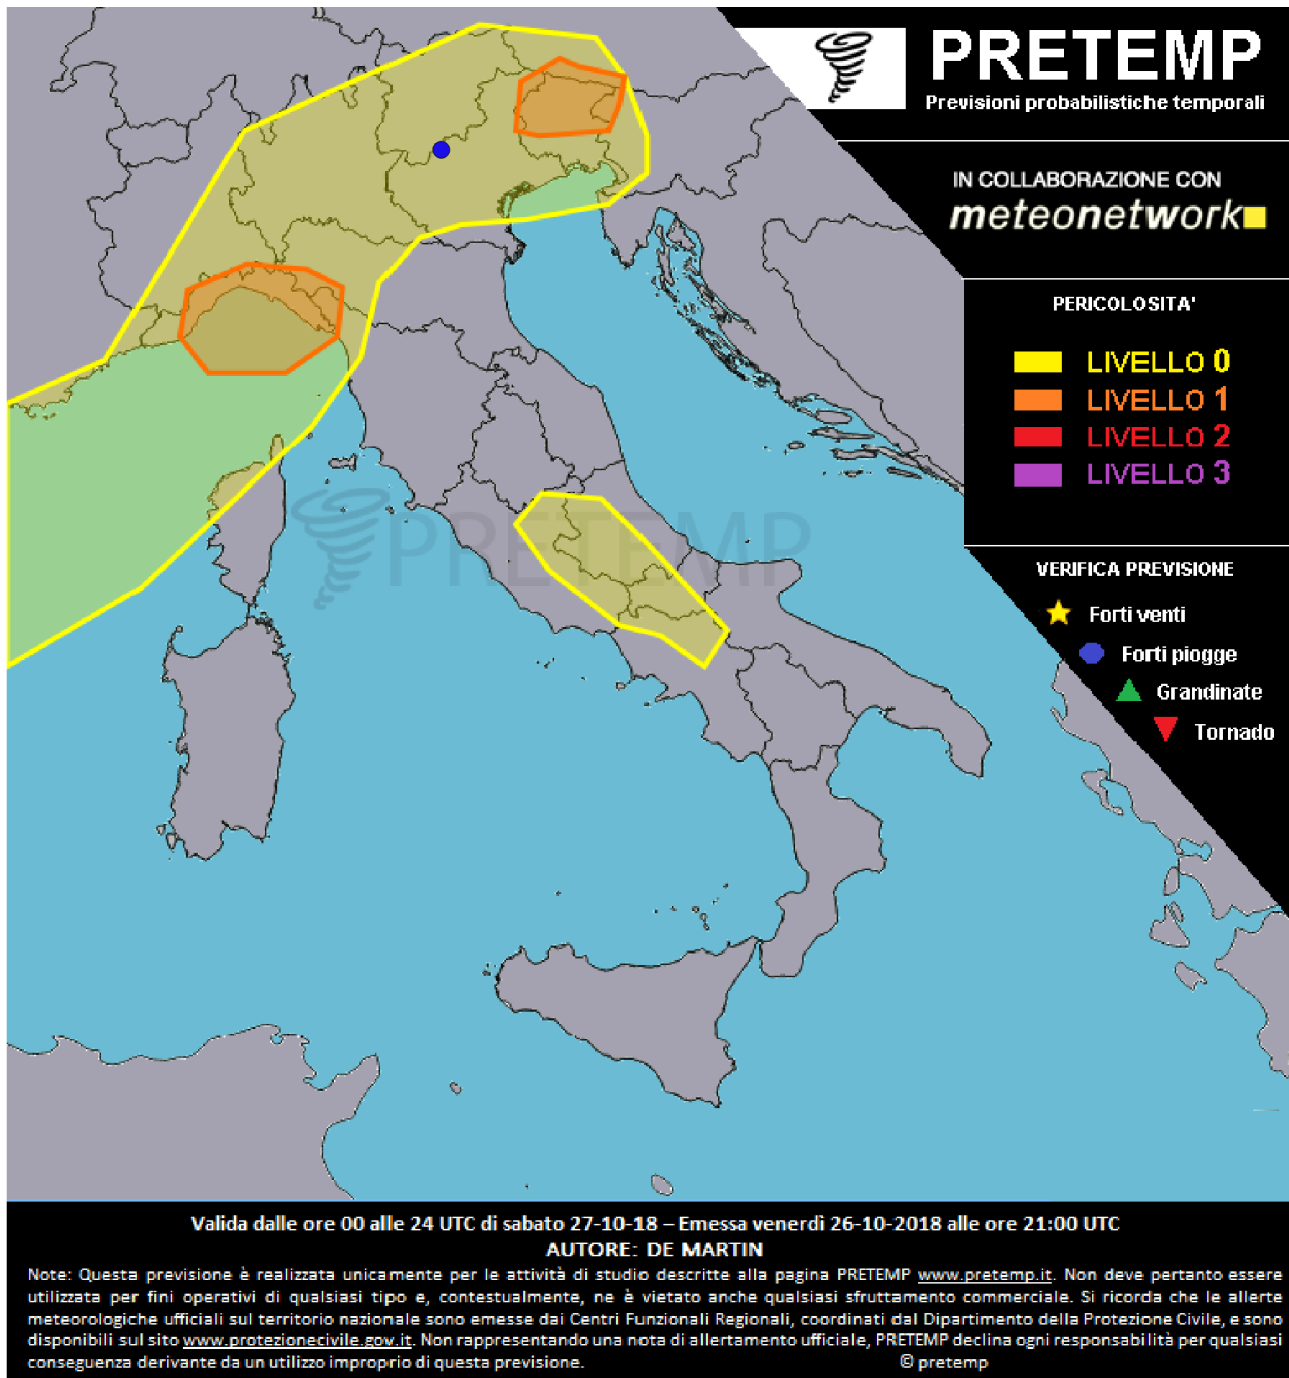 PRETEMP
Previsioni probabilistiche temporali
IN COLLABORAZIONE CON
meteonetwork
PERICOLOSITA'
LIVELLO 0
LIVELLO 1
LIVELLO 2
LIVELLO 3
VERIFICA PREVISIONE
Forti venti
Forti piogge
Grandinate
Tornado
PRETEMP
Valida dalle ore 00 alle 24 UTC di sabato 27-10-18 – Emessa venerdì 26-10-2018 alle ore 21:00 UTC
AUTORE: DE MARTIN
Note: Questa previsione è realizzata unicamente per le attività di studio descritte alla pagina PRETEMP www.pretemp.it. Non deve pertanto essere
utilizzata per fini operativi di qualsiasi tipo e, contestualmente, ne è vietato anche qualsiasi sfruttamento commerciale. Si ricorda che le allerte
meteorologiche ufficiali sul territorio nazionale sono emesse dai Centri Funzionali Regionali, coordinati dal Dipartimento della Protezione Civile, e sono
disponibili sul sito www.protezionecivile.gov.it. Non rappresentando una nota di allertamento ufficiale, PRETEMP declina ogni responsabilità per qualsiasi
conseguenza derivante da un utilizzo improprio di questa previsione. © pretemp